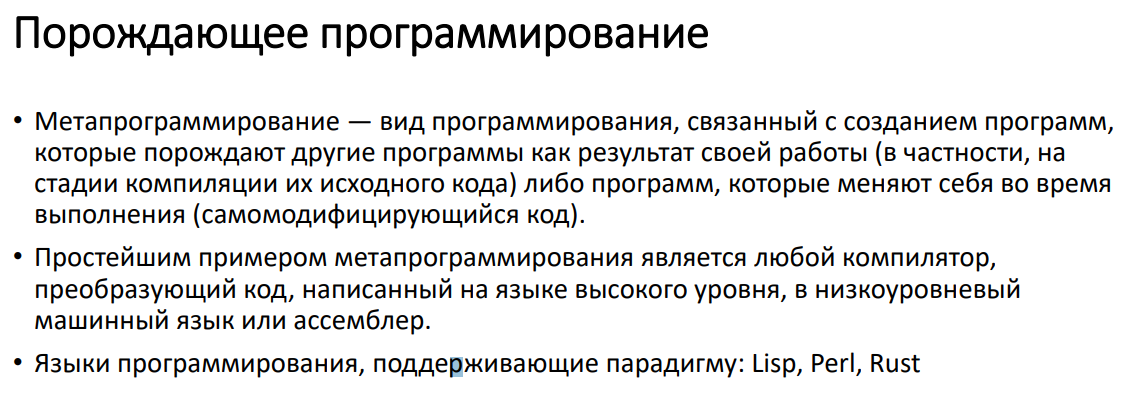 Порождающее программирование
• Метапрограммирование — вид программирования, связанный с созданием программ,
которые порождают другие программы как результат своей работы (в частности, на
стадии компиляции их исходного кода) либо программ, которые меняют себя во время
выполнения (самомодифицирующийся код).
• Простейшим примером метапрограммирования является любой компилятор,
преобразующий код, написанный на языке высокого уровня, в низкоуровневый
машинный язык или ассемблер.
• Языки программирования, поддерживающие парадигму: Lisp, Perl, Rust